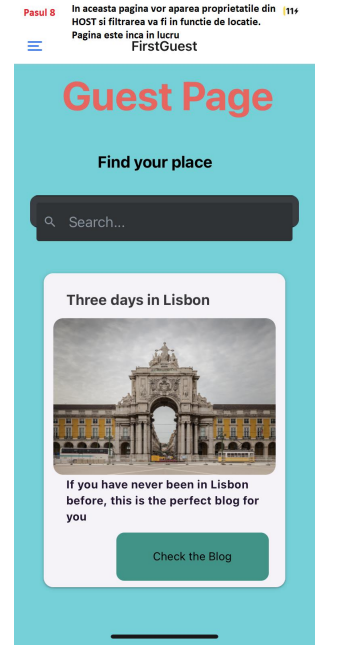 Pasul 8
In aceasta pagina vor aparea proprietatile din
HOST si filtrarea va fi in functie de locatie.
Pagina este inca in lucru
11
FirstGuest
Guest Page
Find your place
Search...
Three days in Lisbon
If you have never been in Lisbon
before, this is the perfect blog for
you
Check the Blog